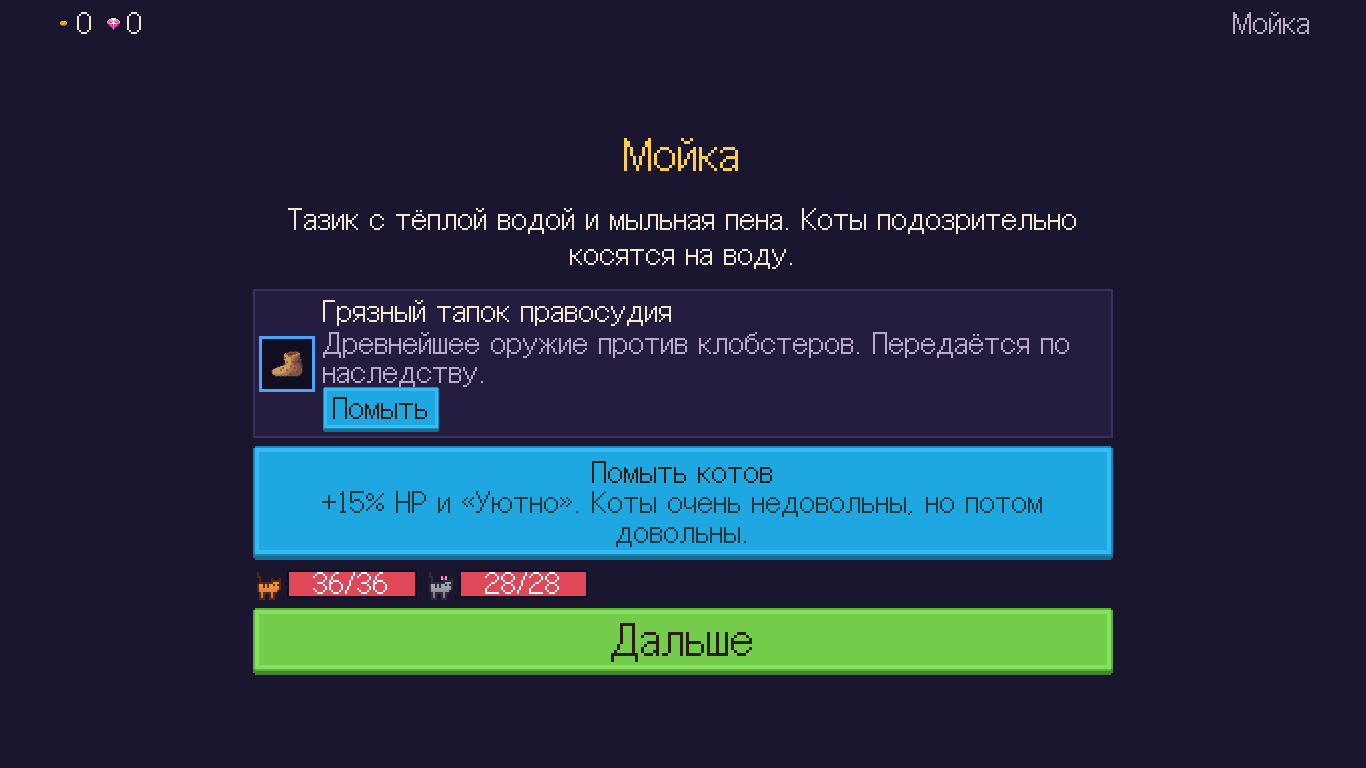 0 0
Мойка
Мойка
Тазик с тёплой водой и мыльная пена. Коты подозрительно
косятся на воду.
Грязный тапок правосудия
Древнейшее оружие против клобстеров. Передаётся по
наследству.
Помыть
Помыть котов
+15% HP и «Уютно». Коты очень недовольны, но потом
довольны.
36/36 28/28
Дальше